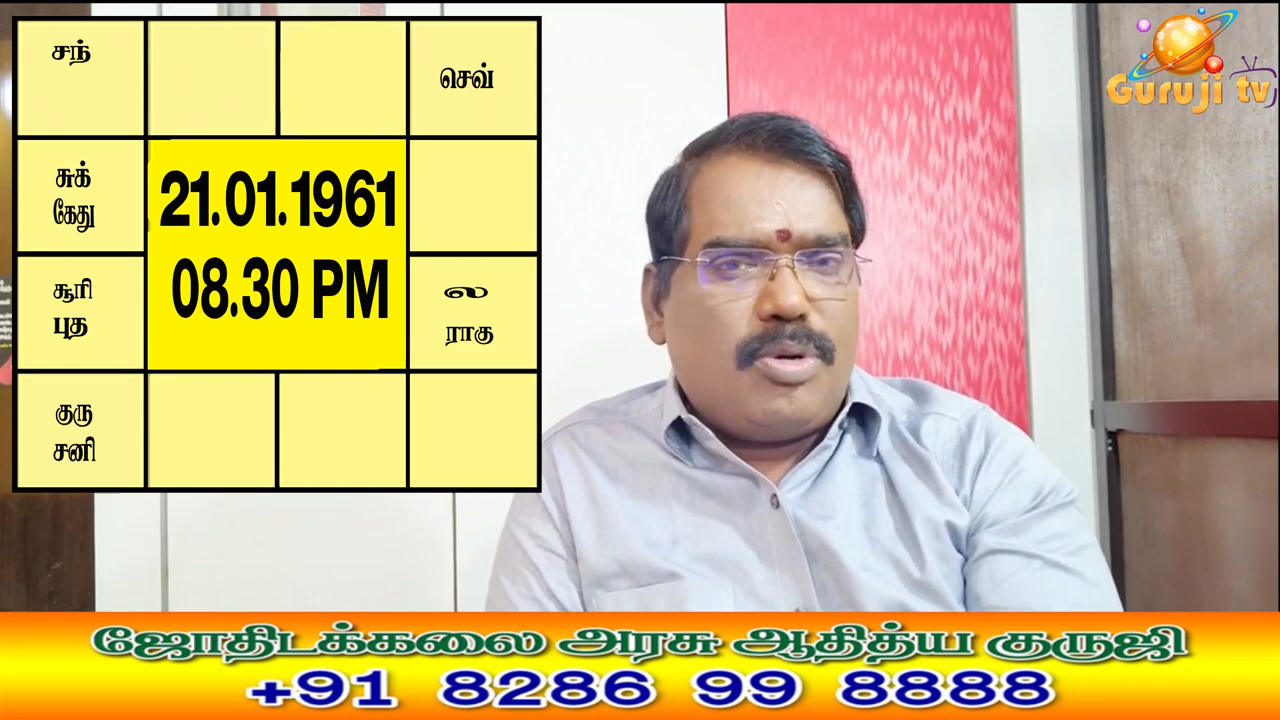 சந்
செவ்
சுக்
கேது
21.01.1961
08.30 PM
சூரி
புத
ல
ராகு
குரு
சனி
Guruji tv
ஜோதிடக்கலை அரசு ஆதித்ய குருஜி
+91 8286 99 8888